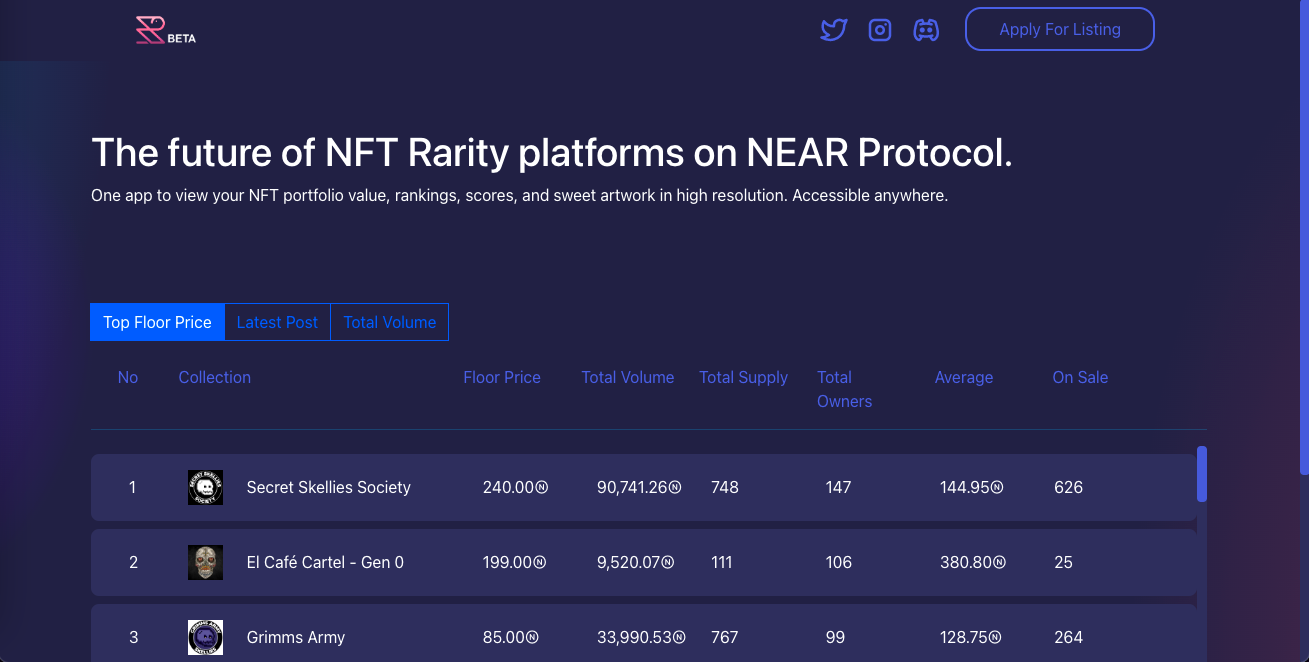 BETA
Apply For Listing
The future of NFT Rarity platforms on NEAR Protocol.
One app to view your NFT portfolio value, rankings, scores, and sweet artwork in high resolution. Accessible anywhere.
Top Floor Price Latest Post Total Volume
No Collection Floor Price Total Volume Total Supply Total Owners Average On Sale
1 SECRET SKELLIES SOCIETY Secret Skellies Society 240.00Ⓝ 90,741.26Ⓝ 748 147 144.95Ⓝ 626
2 El Café Cartel - Gen 0 199.00Ⓝ 9,520.07Ⓝ 111 106 380.80Ⓝ 25
3 Grimms Army 85.00Ⓝ 33,990.53Ⓝ 767 99 128.75Ⓝ 264